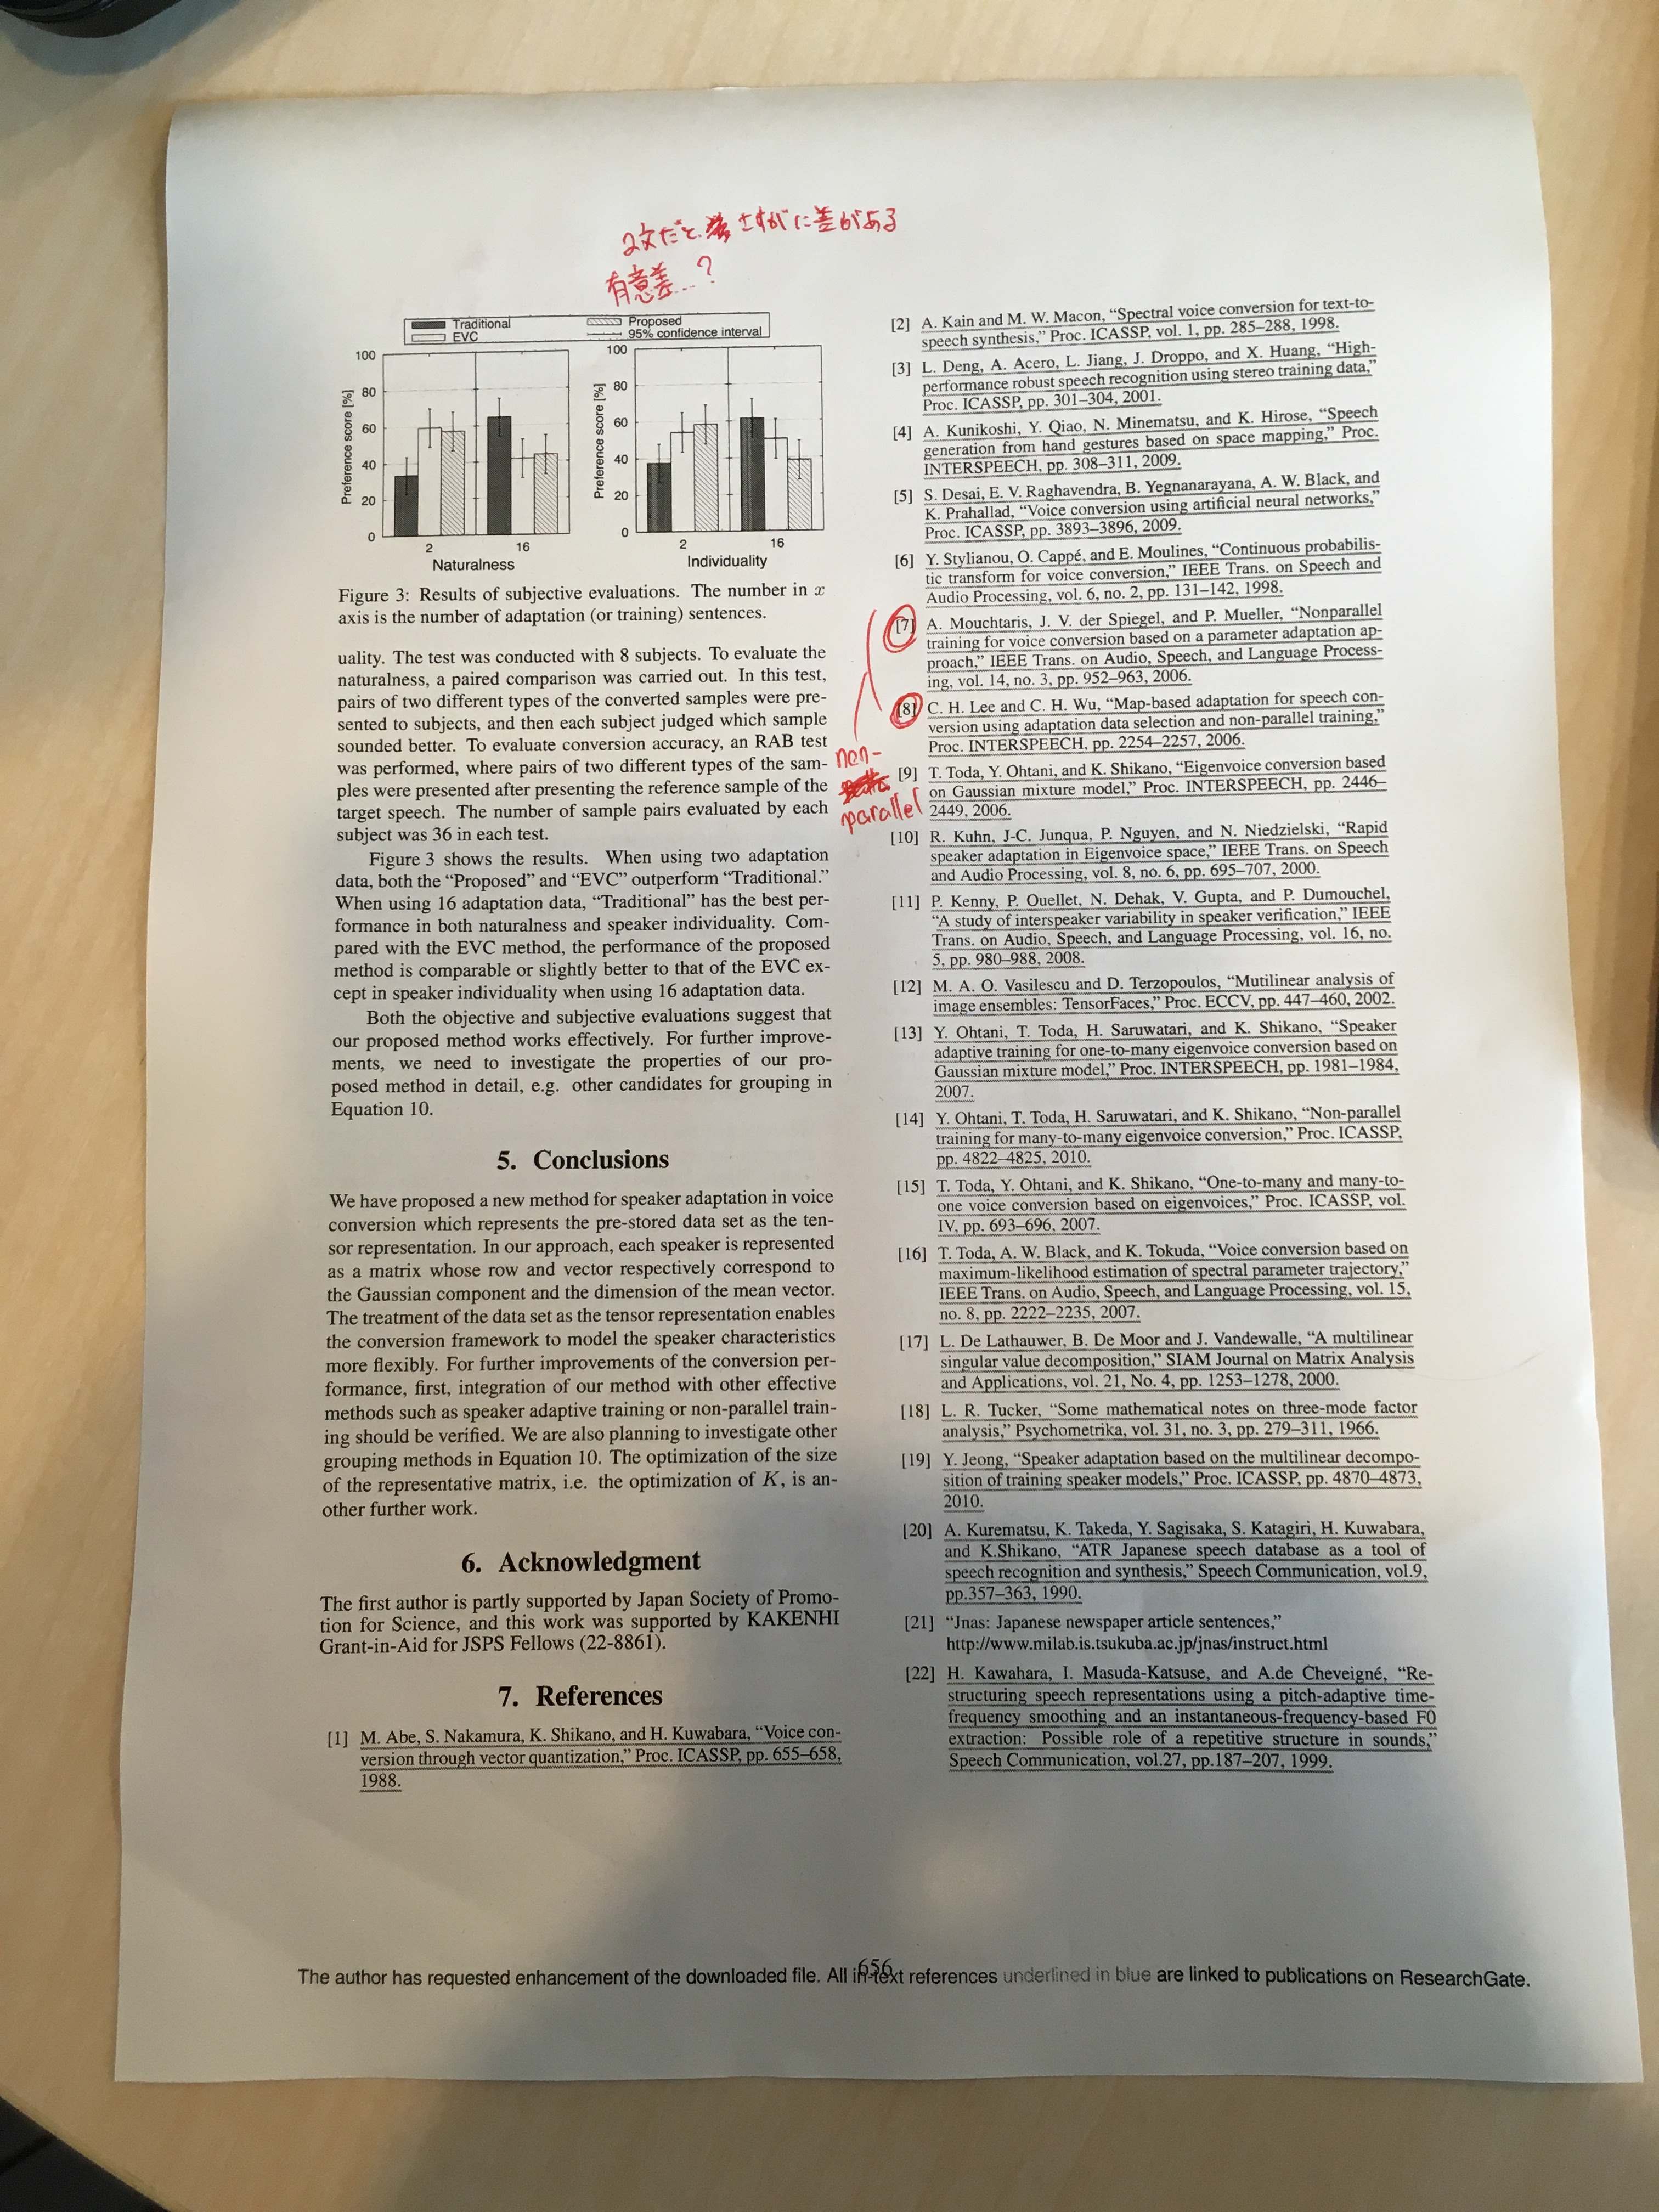 2文だと さすがに差がある
有意差…?
Traditional
EVC
Proposed
95% confidence interval
Preference score [%]
100
80
60
40
20
0
2
16
Naturalness
Preference score [%]
100
80
60
40
20
0
2
16
Individuality
Figure 3: Results of subjective evaluations. The number in x
axis is the number of adaptation (or training) sentences.
uality. The test was conducted with 8 subjects. To evaluate the
naturalness, a paired comparison was carried out. In this test,
pairs of two different types of the converted samples were pre-
sented to subjects, and then each subject judged which sample
sounded better. To evaluate conversion accuracy, an RAB test
was performed, where pairs of two different types of the sam-
ples were presented after presenting the reference sample of the
target speech. The number of sample pairs evaluated by each
subject was 36 in each test.
Figure 3 shows the results. When using two adaptation
data, both the “Proposed” and “EVC” outperform “Traditional.”
When using 16 adaptation data, “Traditional” has the best per-
formance in both naturalness and speaker individuality. Com-
pared with the EVC method, the performance of the proposed
method is comparable or slightly better to that of the EVC ex-
cept in speaker individuality when using 16 adaptation data.
Both the objective and subjective evaluations suggest that
our proposed method works effectively. For further improve-
ments, we need to investigate the properties of our pro-
posed method in detail, e.g. other candidates for grouping in
Equation 10.
5. Conclusions
We have proposed a new method for speaker adaptation in voice
conversion which represents the pre-stored data set as the ten-
sor representation. In our approach, each speaker is represented
as a matrix whose row and vector respectively correspond to
the Gaussian component and the dimension of the mean vector.
The treatment of the data set as the tensor representation enables
the conversion framework to model the speaker characteristics
more flexibly. For further improvements of the conversion per-
formance, first, integration of our method with other effective
methods such as speaker adaptive training or non-parallel train-
ing should be verified. We are also planning to investigate other
grouping methods in Equation 10. The optimization of the size
of the representative matrix, i.e. the optimization of K, is an-
other further work.
6. Acknowledgment
The first author is partly supported by Japan Society of Promo-
tion for Science, and this work was supported by KAKENHI
Grant-in-Aid for JSPS Fellows (22-8861).
7. References
[1] M. Abe, S. Nakamura, K. Shikano, and H. Kuwabara, “Voice con-
version through vector quantization,” Proc. ICASSP, pp. 655–658,
1988.
non-
parallel
[2] A. Kain and M. W. Macon, “Spectral voice conversion for text-to-
speech synthesis,” Proc. ICASSP, vol. 1, pp. 285–288, 1998.
[3] L. Deng, A. Acero, L. Jiang, J. Droppo, and X. Huang, “High-
performance robust speech recognition using stereo training data,”
Proc. ICASSP, pp. 301–304, 2001.
[4] A. Kunikoshi, Y. Qiao, N. Minematsu, and K. Hirose, “Speech
generation from hand gestures based on space mapping,” Proc.
INTERSPEECH, pp. 308–311, 2009.
[5] S. Desai, E. V. Raghavendra, B. Yegnanarayana, A. W. Black, and
K. Prahallad, “Voice conversion using artificial neural networks,”
Proc. ICASSP, pp. 3893–3896, 2009.
[6] Y. Stylianou, O. Cappé, and E. Moulines, “Continuous probabilis-
tic transform for voice conversion,” IEEE Trans. on Speech and
Audio Processing, vol. 6, no. 2, pp. 131–142, 1998.
[7] A. Mouchtaris, J. V. der Spiegel, and P. Mueller, “Nonparallel
training for voice conversion based on a parameter adaptation ap-
proach,” IEEE Trans. on Audio, Speech, and Language Process-
ing, vol. 14, no. 3, pp. 952–963, 2006.
[8] C. H. Lee and C. H. Wu, “Map-based adaptation for speech con-
version using adaptation data selection and non-parallel training,”
Proc. INTERSPEECH, pp. 2254–2257, 2006.
[9] T. Toda, Y. Ohtani, and K. Shikano, “Eigenvoice conversion based
on Gaussian mixture model,” Proc. INTERSPEECH, pp. 2446–
2449, 2006.
[10] R. Kuhn, J-C. Junqua, P. Nguyen, and N. Niedzielski, “Rapid
speaker adaptation in Eigenvoice space,” IEEE Trans. on Speech
and Audio Processing, vol. 8, no. 6, pp. 695–707, 2000.
[11] P. Kenny, P. Ouellet, N. Dehak, V. Gupta, and P. Dumouchel,
“A study of interspeaker variability in speaker verification,” IEEE
Trans. on Audio, Speech, and Language Processing, vol. 16, no.
5, pp. 980–988, 2008.
[12] M. A. O. Vasilescu and D. Terzopoulos, “Mutilinear analysis of
image ensembles: TensorFaces,” Proc. ECCV, pp. 447–460, 2002.
[13] Y. Ohtani, T. Toda, H. Saruwatari, and K. Shikano, “Speaker
adaptive training for one-to-many eigenvoice conversion based on
Gaussian mixture model,” Proc. INTERSPEECH, pp. 1981–1984,
2007.
[14] Y. Ohtani, T. Toda, H. Saruwatari, and K. Shikano, “Non-parallel
training for many-to-many eigenvoice conversion,” Proc. ICASSP,
pp. 4822–4825, 2010.
[15] T. Toda, Y. Ohtani, and K. Shikano, “One-to-many and many-to-
one voice conversion based on eigenvoices,” Proc. ICASSP, vol.
IV, pp. 693–696, 2007.
[16] T. Toda, A. W. Black, and K. Tokuda, “Voice conversion based on
maximum-likelihood estimation of spectral parameter trajectory,”
IEEE Trans. on Audio, Speech, and Language Processing, vol. 15,
no. 8, pp. 2222–2235, 2007.
[17] L. De Lathauwer, B. De Moor and J. Vandewalle, “A multilinear
singular value decomposition,” SIAM Journal on Matrix Analysis
and Applications, vol. 21, No. 4, pp. 1253–1278, 2000.
[18] L. R. Tucker, “Some mathematical notes on three-mode factor
analysis,” Psychometrika, vol. 31, no. 3, pp. 279–311, 1966.
[19] Y. Jeong, “Speaker adaptation based on the multilinear decompo-
sition of training speaker models,” Proc. ICASSP, pp. 4870–4873,
2010.
[20] A. Kurematsu, K. Takeda, Y. Sagisaka, S. Katagiri, H. Kuwabara,
and K.Shikano, “ATR Japanese speech database as a tool of
speech recognition and synthesis,” Speech Communication, vol.9,
pp.357–363, 1990.
[21] “Jnas: Japanese newspaper article sentences,”
http://www.milab.is.tsukuba.ac.jp/jnas/instruct.html
[22] H. Kawahara, I. Masuda-Katsuse, and A.de Cheveigné, “Re-
structuring speech representations using a pitch-adaptive time-
frequency smoothing and an instantaneous-frequency-based F0
extraction: Possible role of a repetitive structure in sounds,”
Speech Communication, vol.27, pp.187–207, 1999.
656
The author has requested enhancement of the downloaded file. All in-text references underlined in blue are linked to publications on ResearchGate.